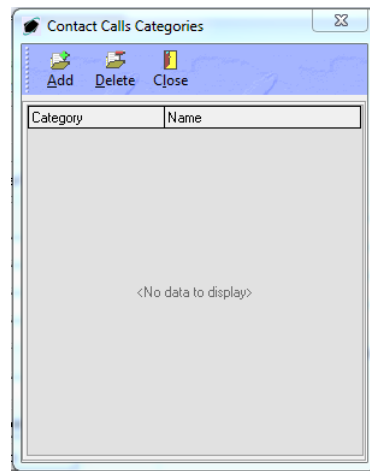 Contact Calls Categories
Add Delete Close
Category Name
<No data to display>